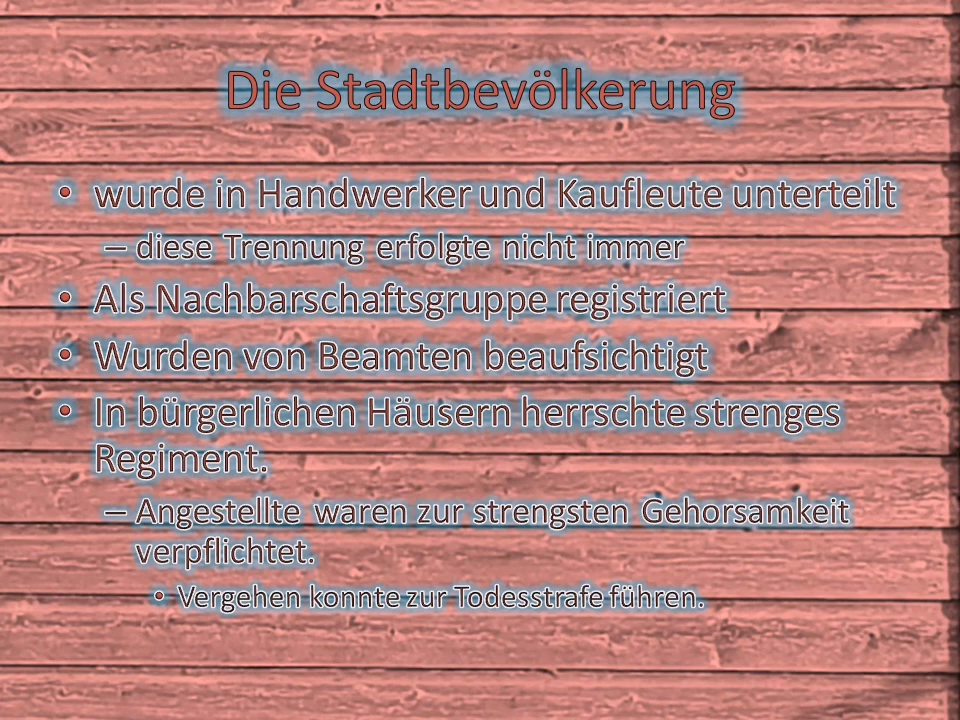 Die Stadtbevölkerung
• wurde in Handwerker und Kaufleute unterteilt
– diese Trennung erfolgte nicht immer
• Als Nachbarschaftsgruppe registriert
• Wurden von Beamten beaufsichtigt
• In bürgerlichen Häusern herrschte strenges
Regiment.
– Angestellte waren zur strengsten Gehorsamkeit
verpflichtet.
• Vergehen konnte zur Todesstrafe führen.